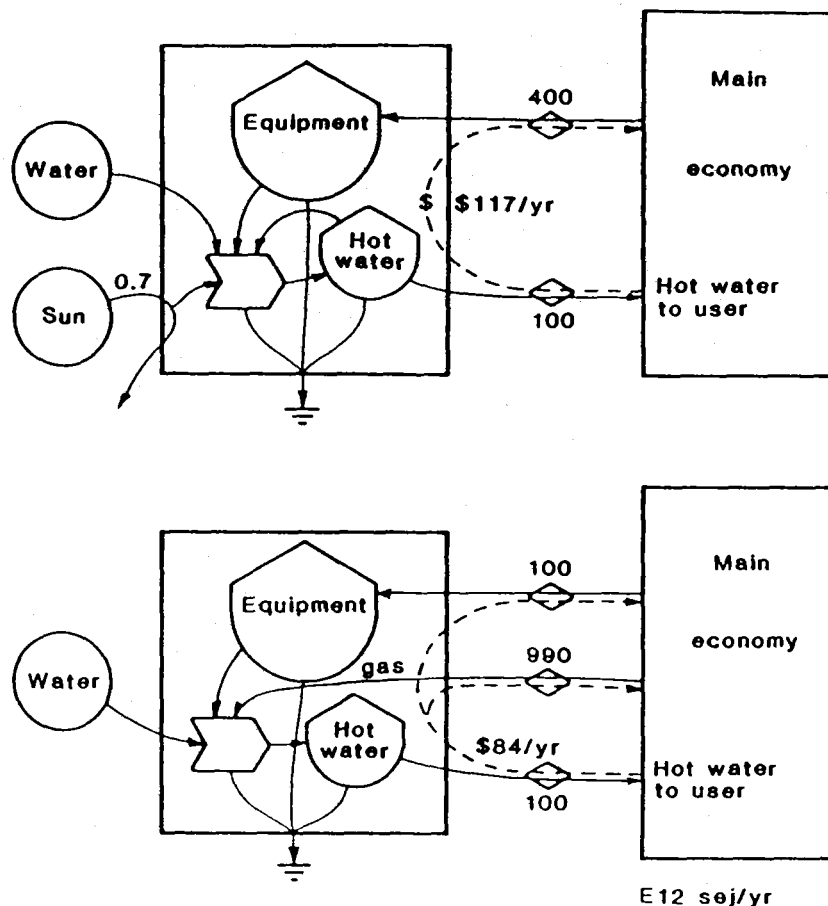 Main
400
Equipment
Water
economy
$ $117/yr
Hot
water
0.7
Hot water
to user
Sun
100
Main
100
Equipment
economy
990
gas
Water
Hot
water
$84/yr
Hot water
to user
100
E12 sej/yr